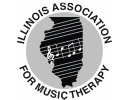 ILLINOIS ASSOCIATION
FOR MUSIC THERAPY